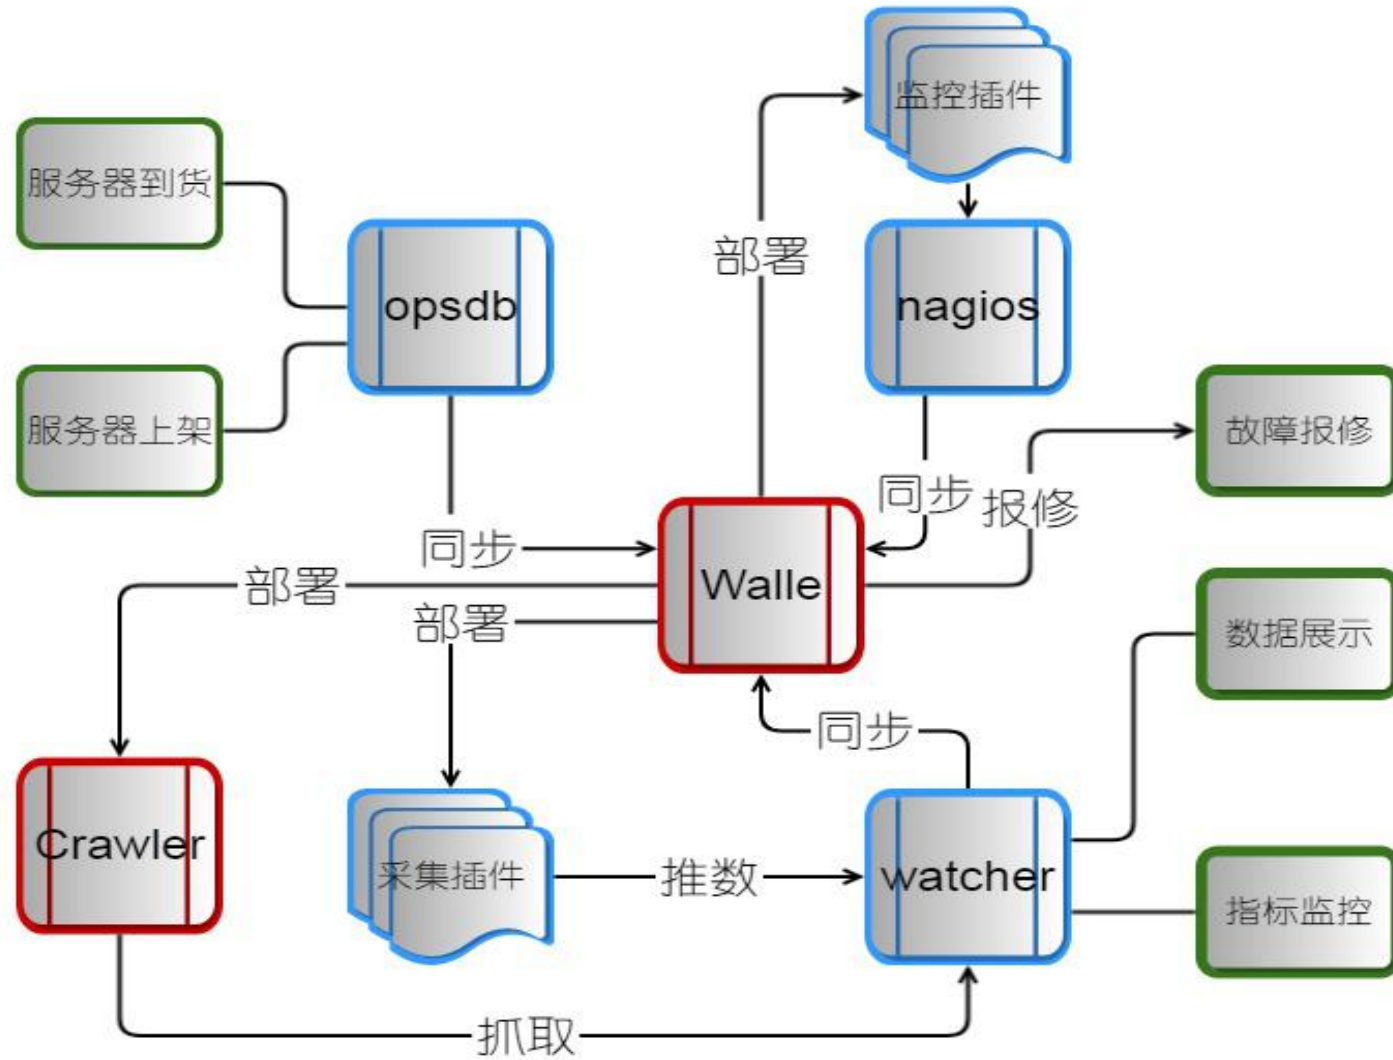 监控插件
服务器到货
部署
opsdb
nagios
服务器上架
故障报修
同步
报修
同步
Walle
部署
部署
数据展示
同步
Crawler
采集插件
推数
watcher
指标监控
抓取